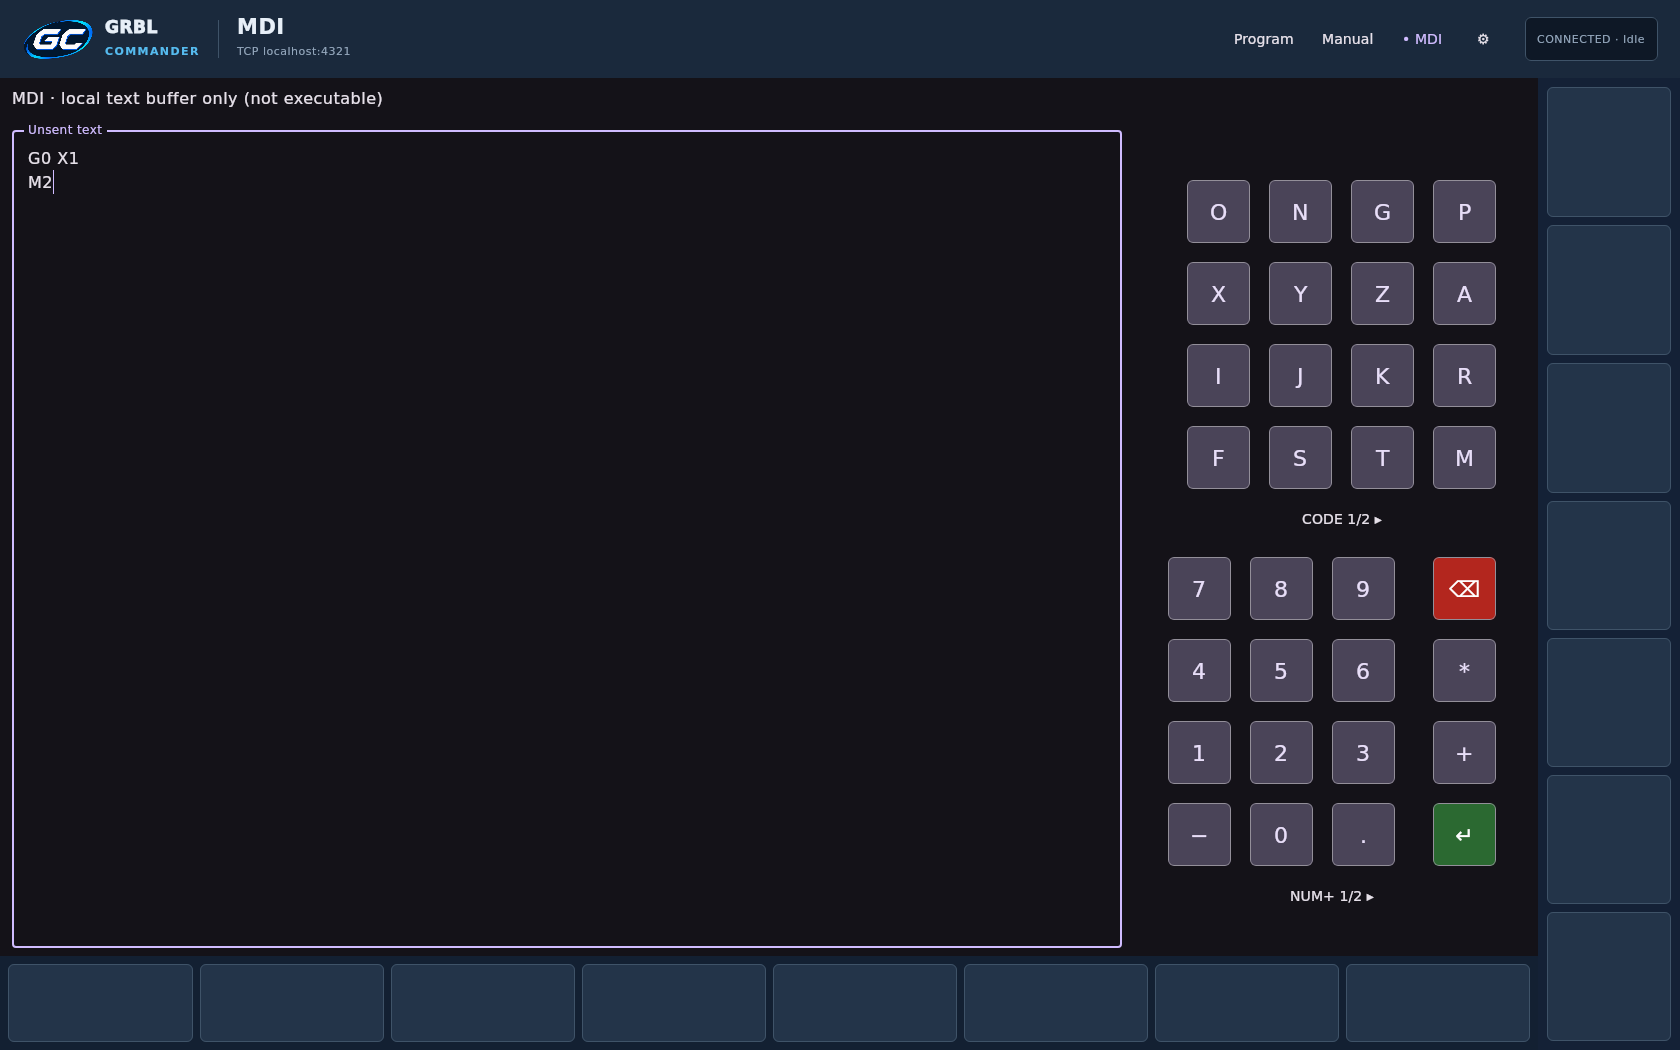 GC
GRBL
COMMANDER
MDI
TCP localhost:4321
Program
Manual
• MDI
⚙
CONNECTED · Idle
MDI · local text buffer only (not executable)
Unsent text
G0 X1
M2
O N G P
X Y Z A
I J K R
F S T M
CODE 1/2 ▸
7 8 9 ⌫
4 5 6 *
1 2 3 +
− 0 . ↵
NUM+ 1/2 ▸